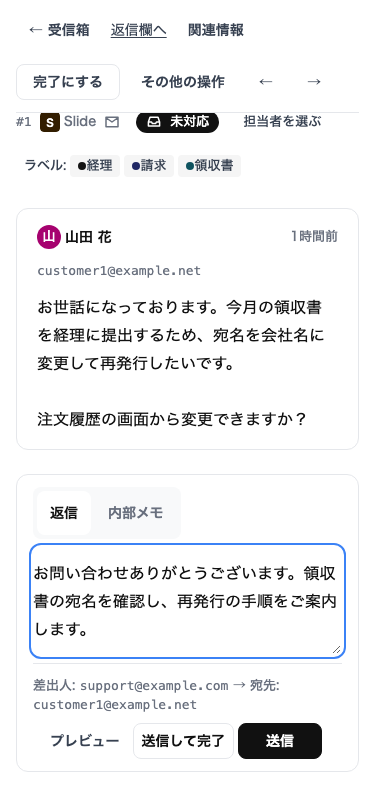 ← 受信箱 返信欄へ 関連情報
完了にする その他の操作 ← →
#1 S Slide 未対応 担当者を選ぶ
ラベル: 経理 請求 領収書
山 山田 花 1時間前
customer1@example.net
お世話になっております。今月の領収書
を経理に提出するため、宛名を会社名に
変更して再発行したいです。
注文履歴の画面から変更できますか？
返信 内部メモ
お問い合わせありがとうございます。領収
書の宛名を確認し、再発行の手順をご案内
します。
差出人: support@example.com → 宛先:
customer1@example.net
プレビュー 送信して完了 送信